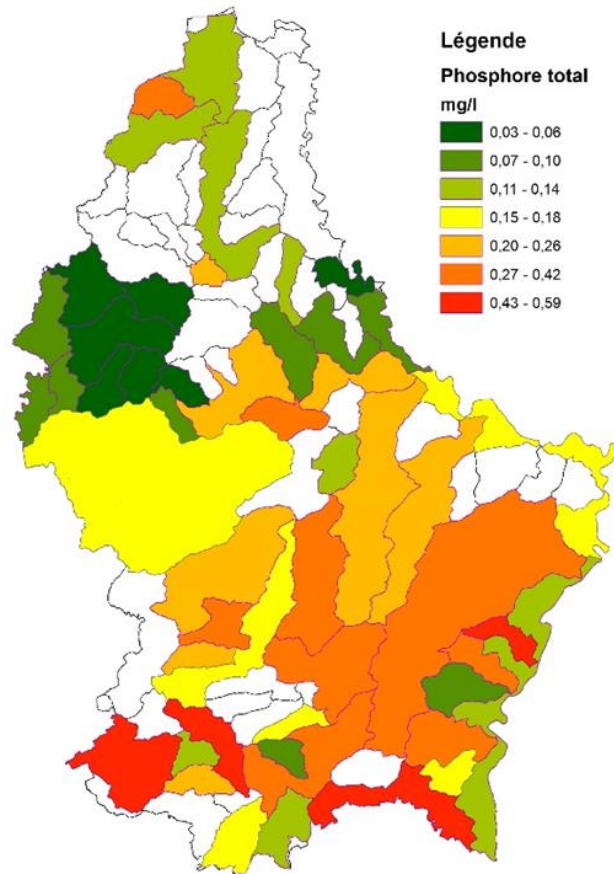 Légende
Phosphore total
mg/l
0,03 - 0,06
0,07 - 0,10
0,11 - 0,14
0,15 - 0,18
0,20 - 0,26
0,27 - 0,42
0,43 - 0,59